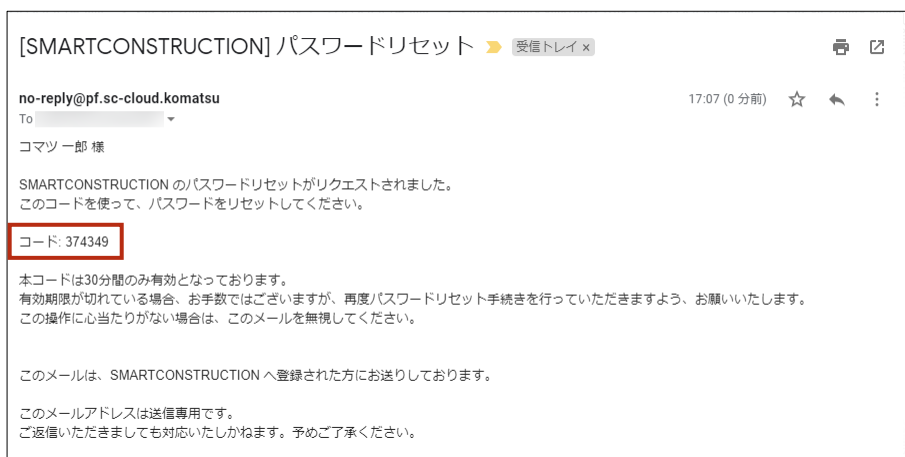 [SMARTCONSTRUCTION] パスワードリセット 受信トレイ ×
no-reply@pf.sc-cloud.komatsu 17:07 (0 分前)
To
コマツ 一郎 様
SMARTCONSTRUCTION のパスワードリセットがリクエストされました。
このコードを使って、パスワードをリセットしてください。
コード: 374349
本コードは30分間のみ有効となっております。
有効期限が切れている場合、お手数ではございますが、再度パスワードリセット手続きを行っていただきますよう、お願いいたします。
この操作に心当たりがない場合は、このメールを無視してください。
このメールは、SMARTCONSTRUCTION へ登録された方にお送りしております。
このメールアドレスは送信専用です。
ご返信いただきましても対応いたしかねます。予めご了承ください。